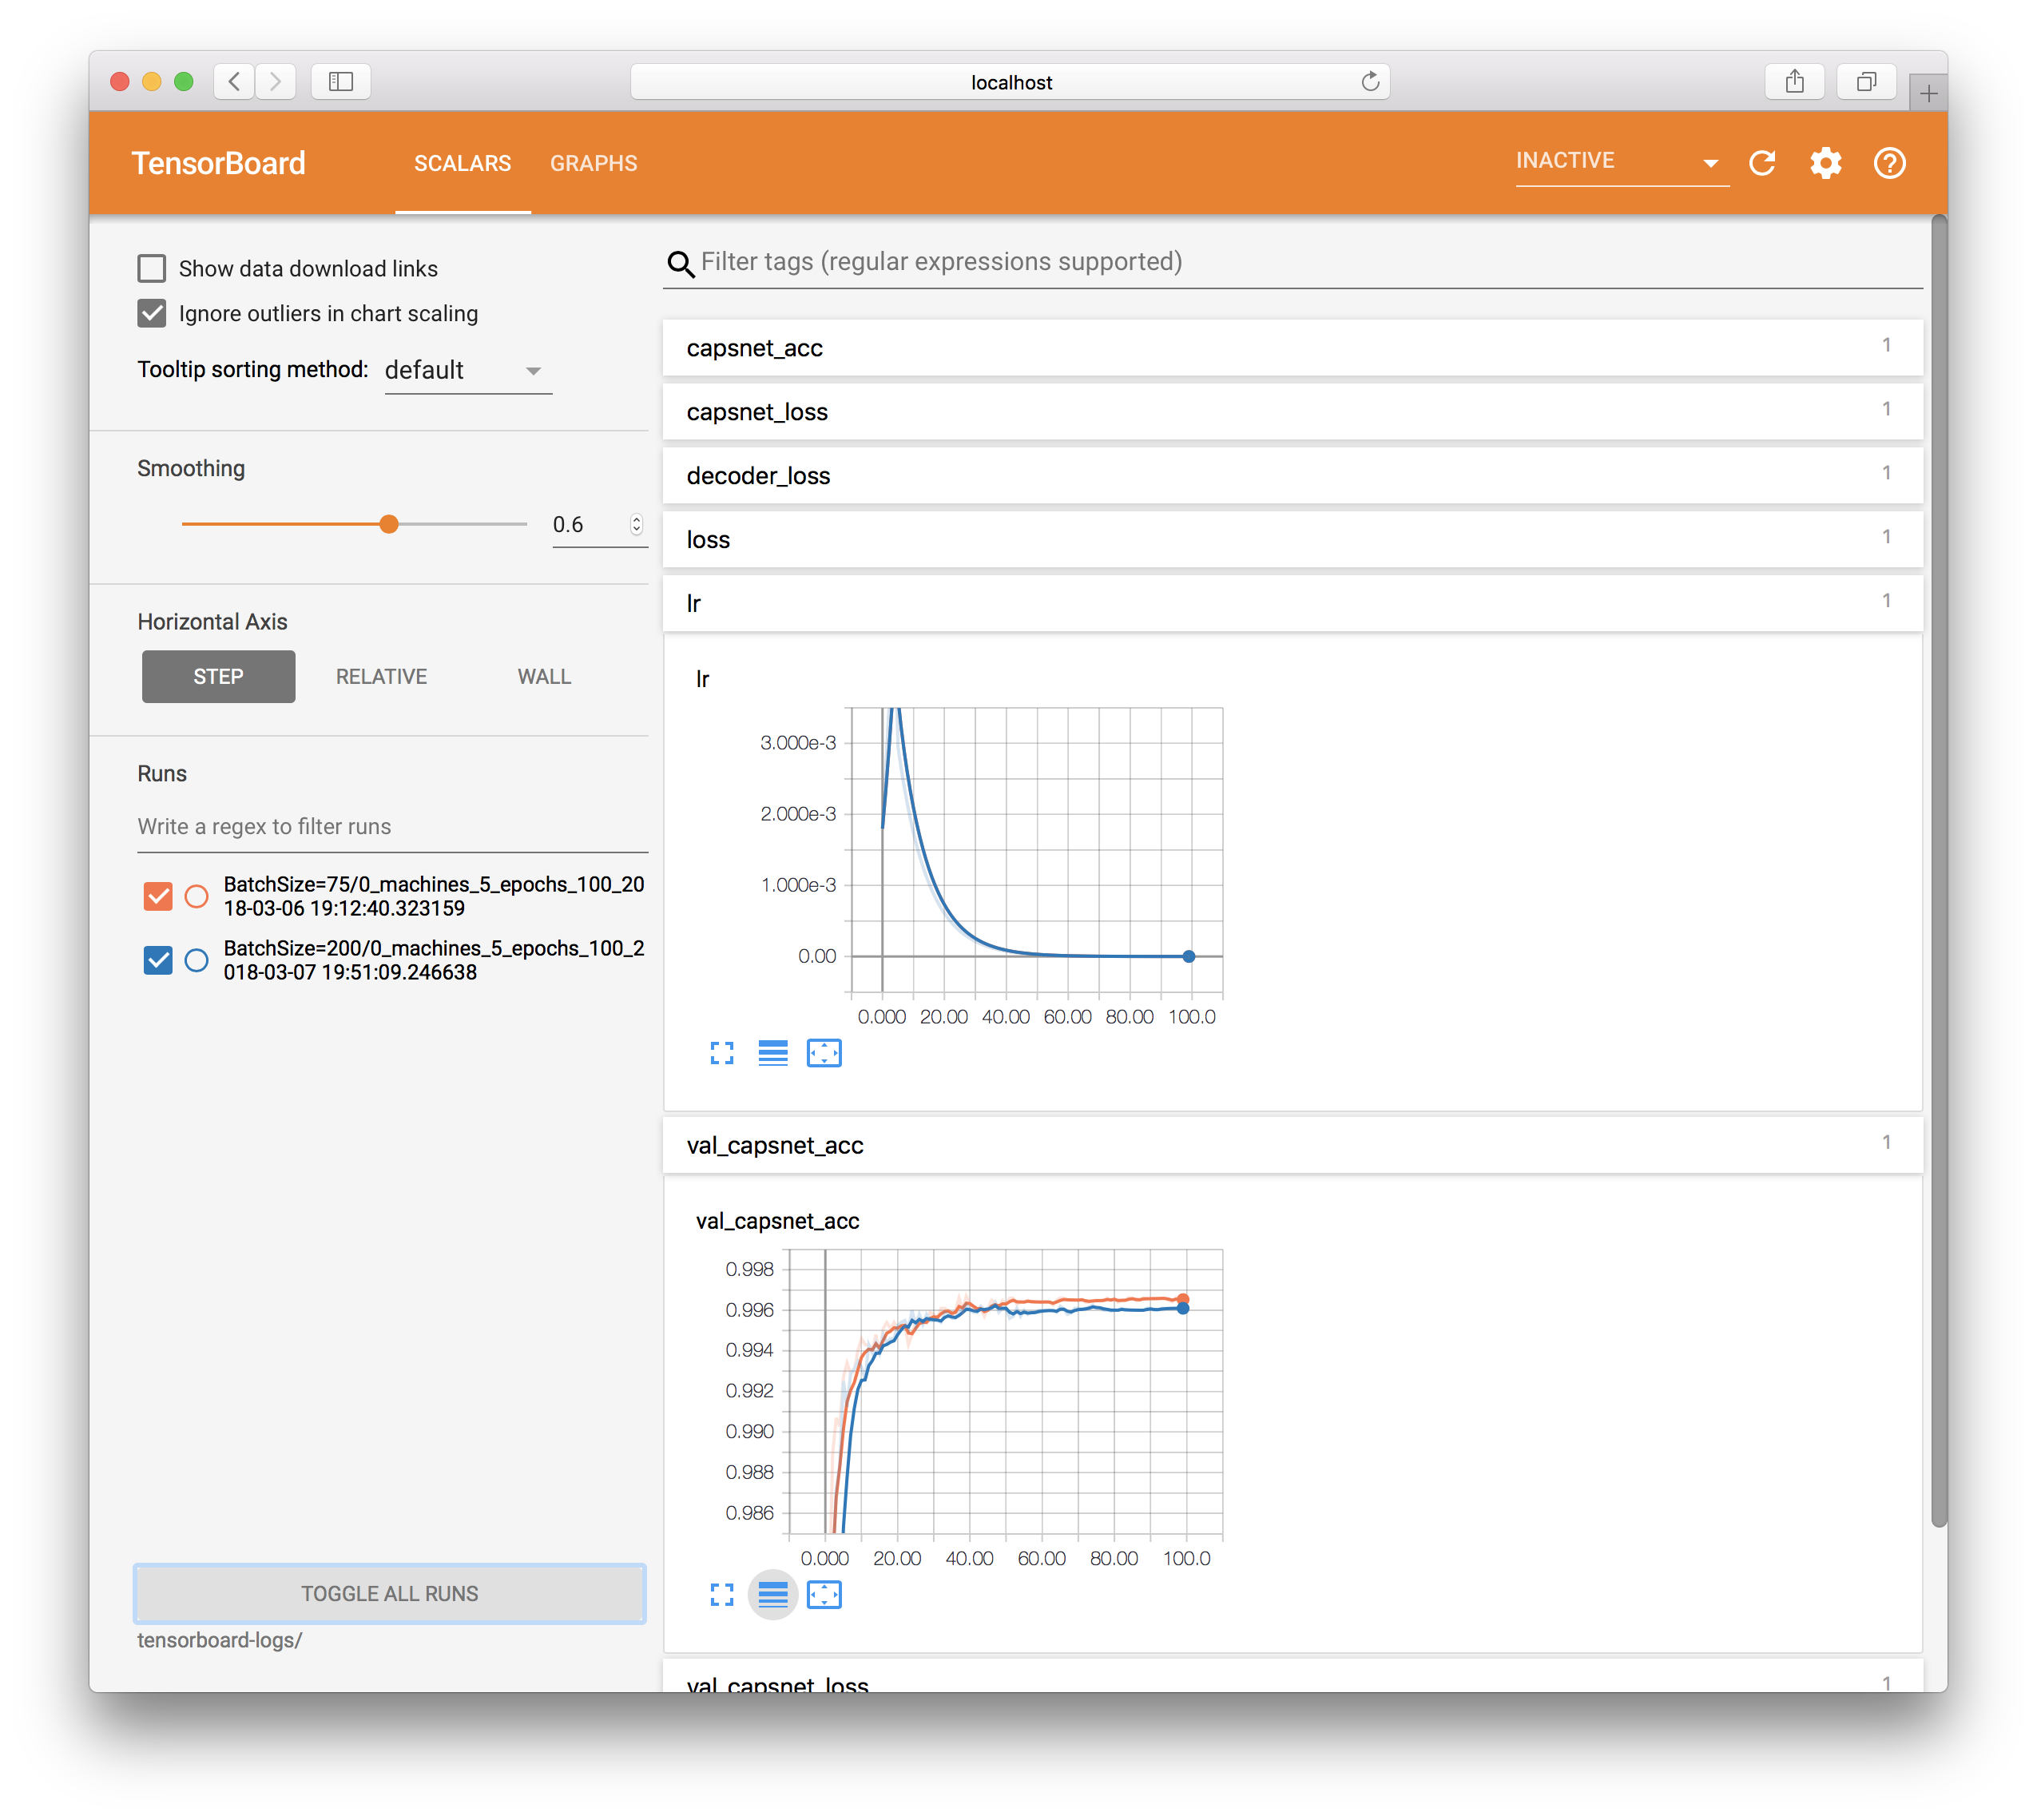 localhost
TensorBoard
SCALARS
GRAPHS
INACTIVE
Show data download links
Ignore outliers in chart scaling
Tooltip sorting method: default
Smoothing
0.6
Horizontal Axis
STEP
RELATIVE
WALL
Runs
Write a regex to filter runs
BatchSize=75/0_machines_5_epochs_100_20
18-03-06 19:12:40.323159
BatchSize=200/0_machines_5_epochs_100_2
018-03-07 19:51:09.246638
TOGGLE ALL RUNS
tensorboard-logs/
Filter tags (regular expressions supported)
capsnet_acc 1
capsnet_loss 1
decoder_loss 1
loss 1
lr 1
lr
3.000e-3
2.000e-3
1.000e-3
0.00
0.000 20.00 40.00 60.00 80.00 100.0
val_capsnet_acc 1
val_capsnet_acc
0.998
0.996
0.994
0.992
0.990
0.988
0.986
0.000 20.00 40.00 60.00 80.00 100.0
val_capsnet_loss 1